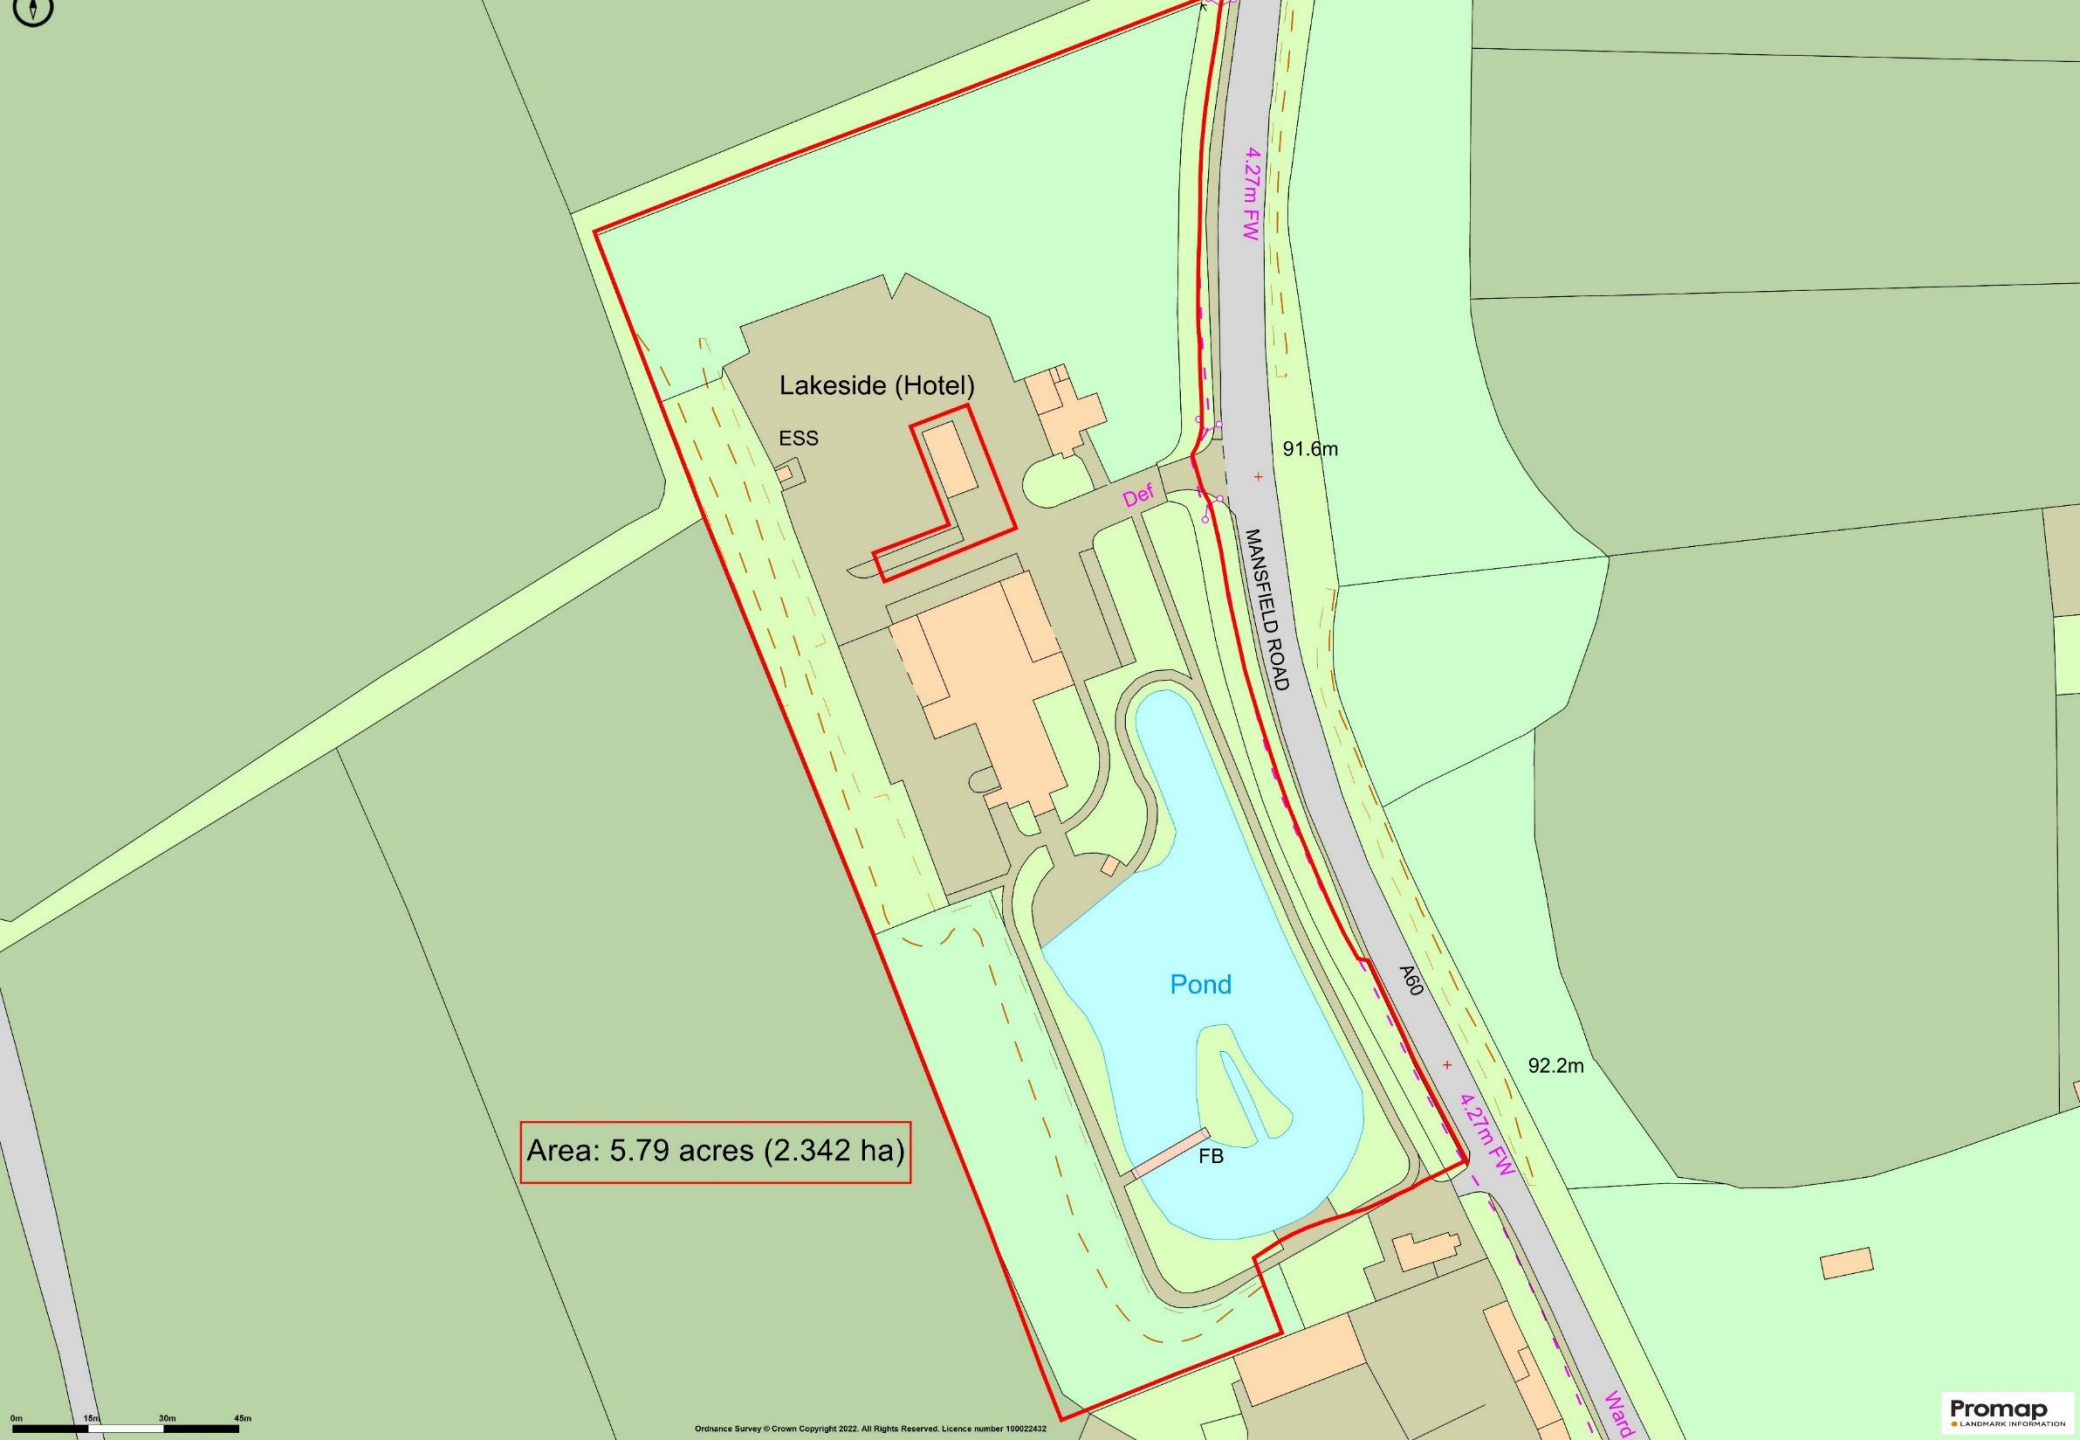 4.27m FW
Lakeside (Hotel)
ESS
91.6m
Def
MANSFIELD ROAD
A60
Pond
92.2m
4.27m FW
Area: 5.79 acres (2.342 ha)
FB
Ward
0m 15m 30m 45m
Ordnance Survey © Crown Copyright 2022. All Rights Reserved. Licence number 100022432
Promap
LANDMARK INFORMATION